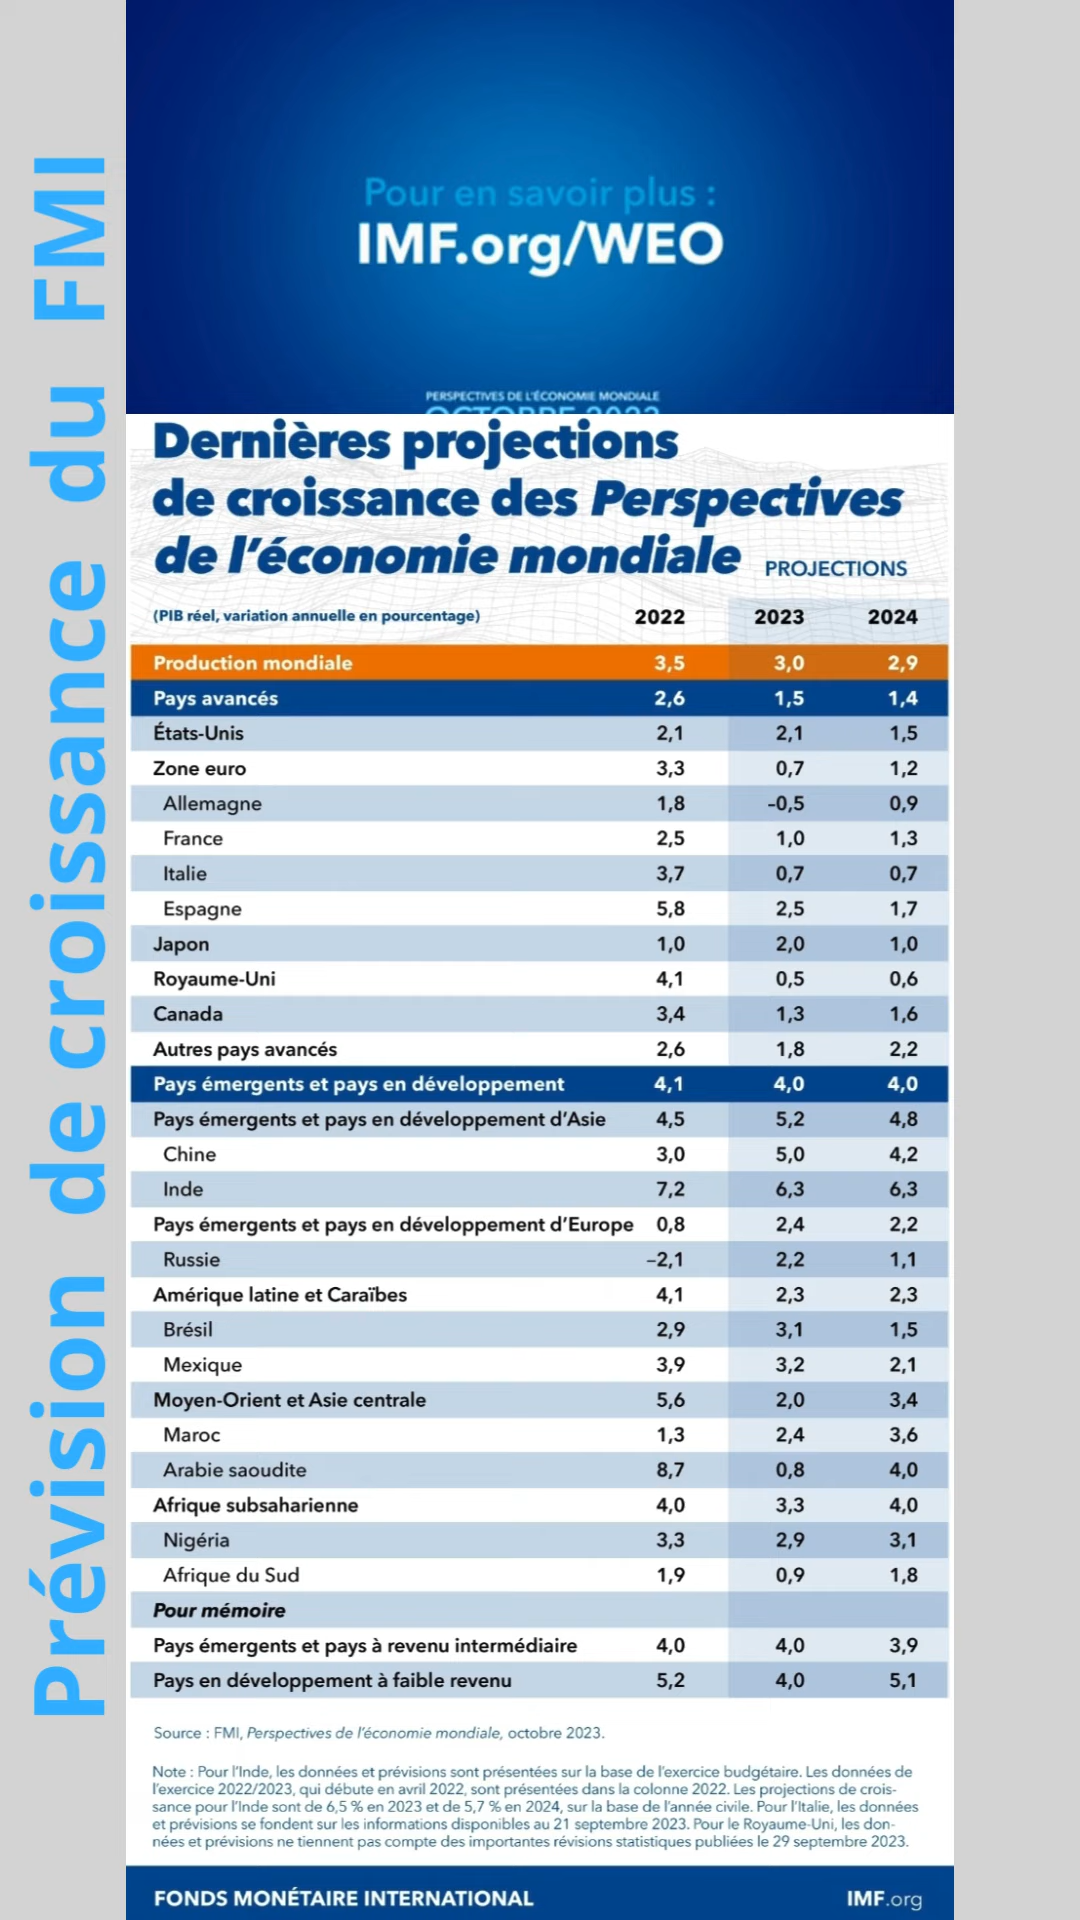 Prévision de croissance du FMI
Pour en savoir plus :
IMF.org/WEO
PERSPECTIVES DE L'ÉCONOMIE MONDIALE
OCTOBRE 2023
Dernières projections
de croissance des Perspectives
de l'économie mondiale PROJECTIONS
(PIB réel, variation annuelle en pourcentage) 2022 2023 2024
Production mondiale 3,5 3,0 2,9
Pays avancés 2,6 1,5 1,4
États-Unis 2,1 2,1 1,5
Zone euro 3,3 0,7 1,2
Allemagne 1,8 –0,5 0,9
France 2,5 1,0 1,3
Italie 3,7 0,7 0,7
Espagne 5,8 2,5 1,7
Japon 1,0 2,0 1,0
Royaume-Uni 4,1 0,5 0,6
Canada 3,4 1,3 1,6
Autres pays avancés 2,6 1,8 2,2
Pays émergents et pays en développement 4,1 4,0 4,0
Pays émergents et pays en développement d'Asie 4,5 5,2 4,8
Chine 3,0 5,0 4,2
Inde 7,2 6,3 6,3
Pays émergents et pays en développement d'Europe 0,8 2,4 2,2
Russie –2,1 2,2 1,1
Amérique latine et Caraïbes 4,1 2,3 2,3
Brésil 2,9 3,1 1,5
Mexique 3,9 3,2 2,1
Moyen-Orient et Asie centrale 5,6 2,0 3,4
Maroc 1,3 2,4 3,6
Arabie saoudite 8,7 0,8 4,0
Afrique subsaharienne 4,0 3,3 4,0
Nigéria 3,3 2,9 3,1
Afrique du Sud 1,9 0,9 1,8
Pour mémoire
Pays émergents et pays à revenu intermédiaire 4,0 4,0 3,9
Pays en développement à faible revenu 5,2 4,0 5,1
Source : FMI, Perspectives de l'économie mondiale, octobre 2023.
Note : Pour l'Inde, les données et prévisions sont présentées sur la base de l'exercice budgétaire. Les données de
l'exercice 2022/2023, qui débute en avril 2022, sont présentées dans la colonne 2022. Les projections de crois-
sance pour l'Inde sont de 6,5 % en 2023 et de 5,7 % en 2024, sur la base de l'année civile. Pour l'Italie, les données
et prévisions se fondent sur les informations disponibles au 21 septembre 2023. Pour le Royaume-Uni, les don-
nées et prévisions ne tiennent pas compte des importantes révisions statistiques publiées le 29 septembre 2023.
FONDS MONÉTAIRE INTERNATIONAL IMF.org